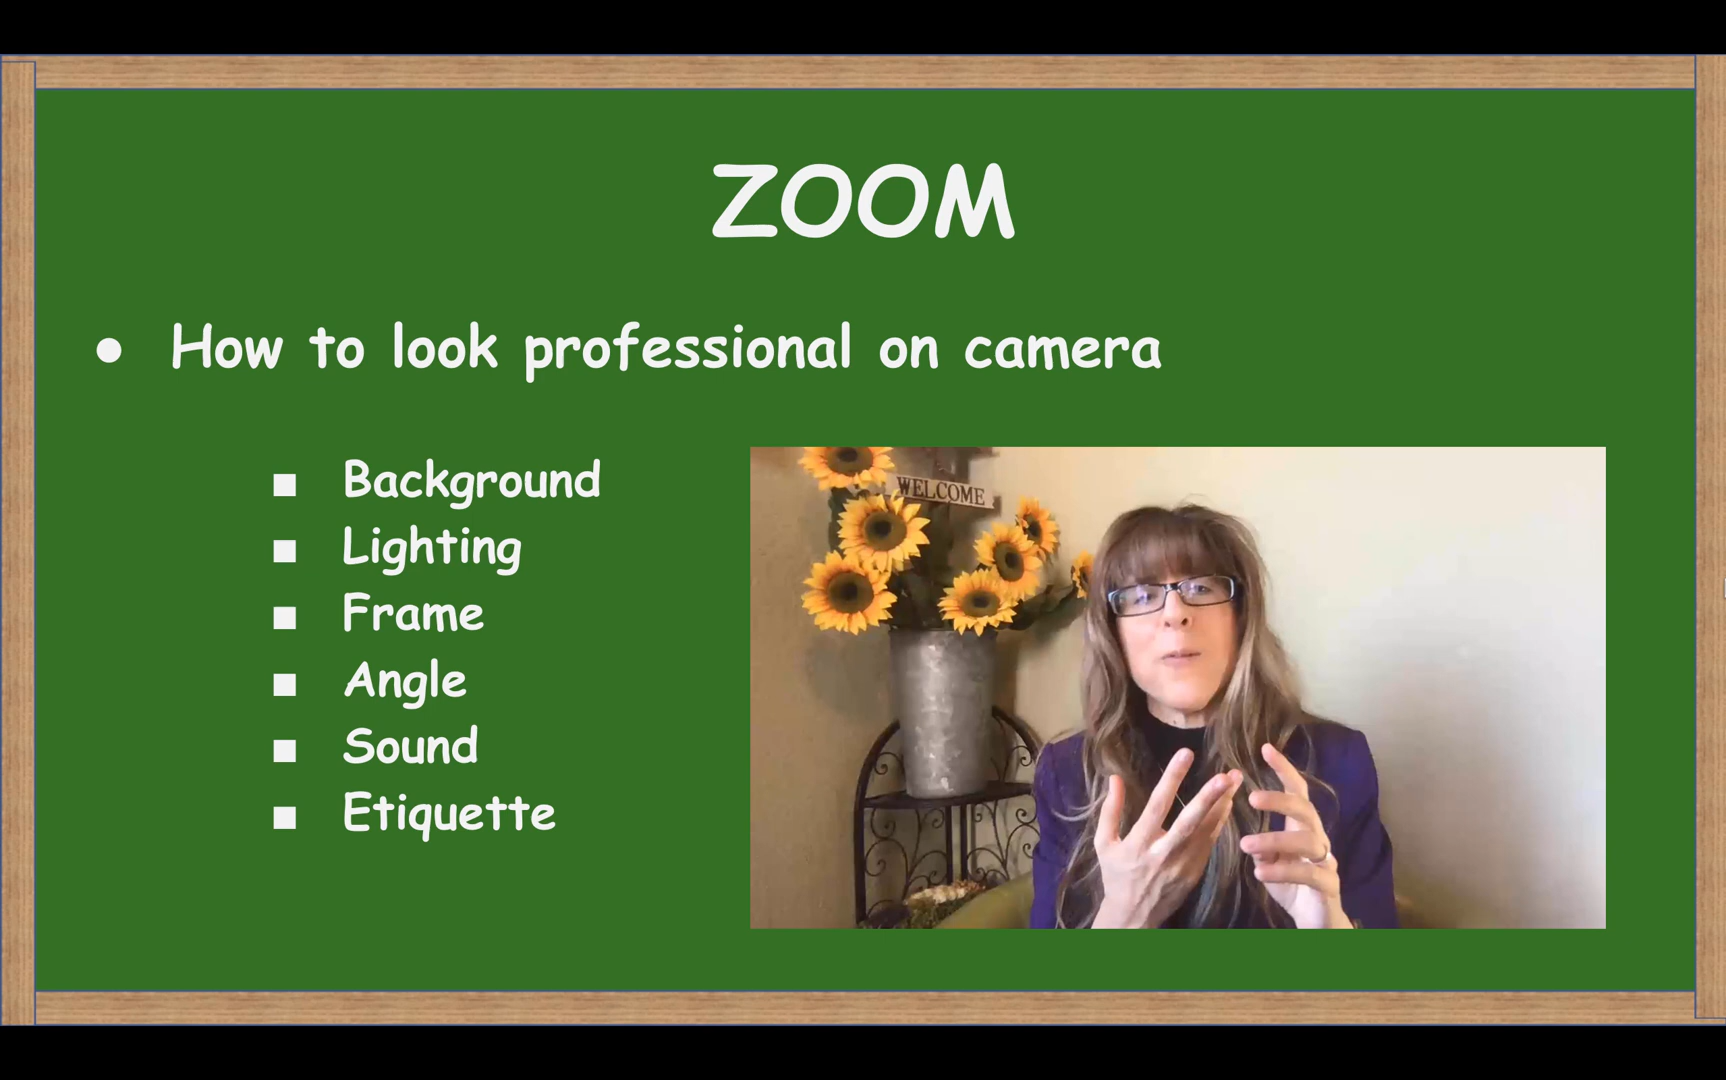 ZOOM
How to look professional on camera
Background
Lighting
Frame
Angle
Sound
Etiquette
WELCOME